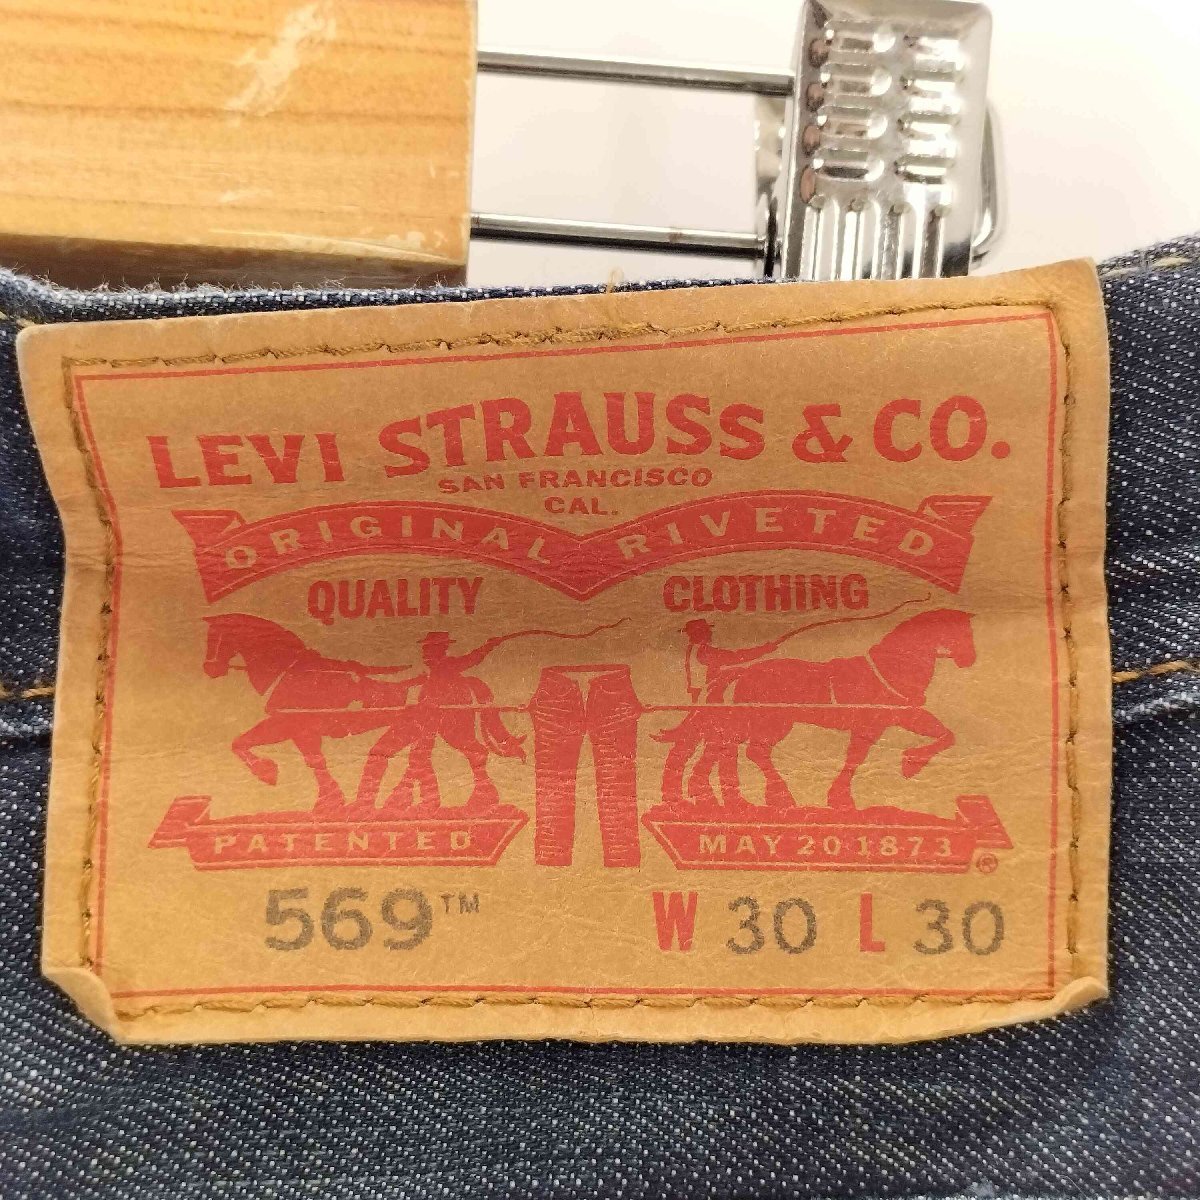 LEVI STRAUSS & CO.
SAN FRANCISCO
CAL.
ORIGINAL RIVETED
QUALITY CLOTHING
PATENTED MAY 20 1873 ®
569™ W 30 L 30